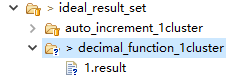 > ideal_result_set
auto_increment_1cluster
> decimal_function_1cluster
1.result